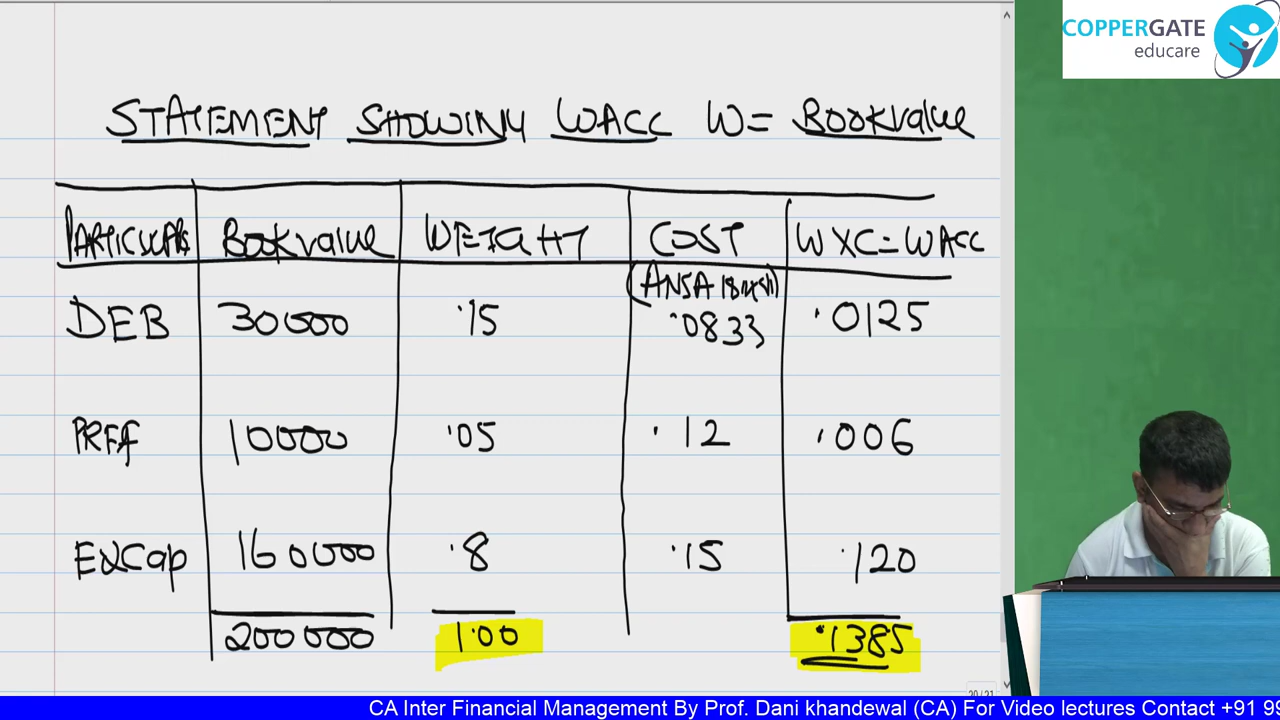 COPPERGATE
educare
STATEMENT SHOWING WACC W= Bookvalue
PARTICULARS Bookvalue WEIGHT COST WXC=WACC
DEB 30000 .15 .0833 .0125
PREF 10000 .05 .12 .006
EqCap 160000 .8 .15 .120
200000 1.00 .1385
20/21
CA Inter Financial Management By Prof. Dani khandewal (CA) For Video lectures Contact +91 99